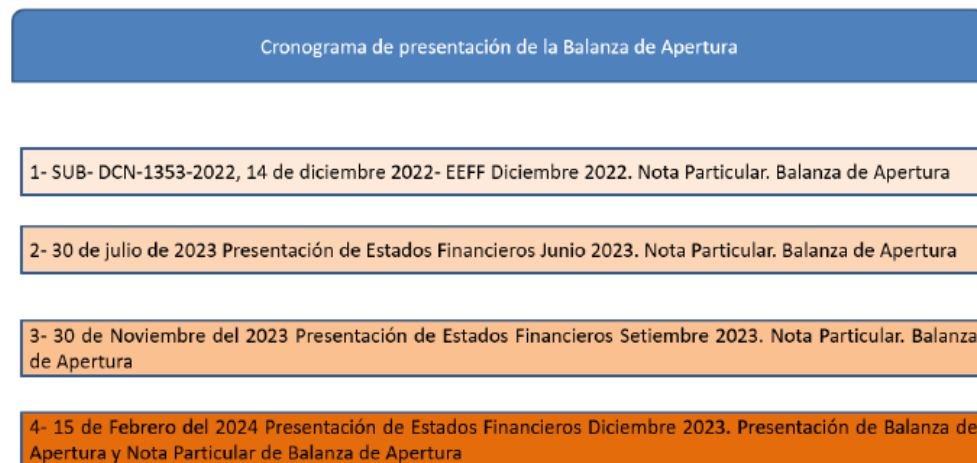 Cronograma de presentación de la Balanza de Apertura
1- SUB- DCN-1353-2022, 14 de diciembre 2022- EEFF Diciembre 2022. Nota Particular. Balanza de Apertura
2- 30 de julio de 2023 Presentación de Estados Financieros Junio 2023. Nota Particular. Balanza de Apertura
3- 30 de Noviembre del 2023 Presentación de Estados Financieros Setiembre 2023. Nota Particular. Balanza
de Apertura
4- 15 de Febrero del 2024 Presentación de Estados Financieros Diciembre 2023. Presentación de Balanza de
Apertura y Nota Particular de Balanza de Apertura